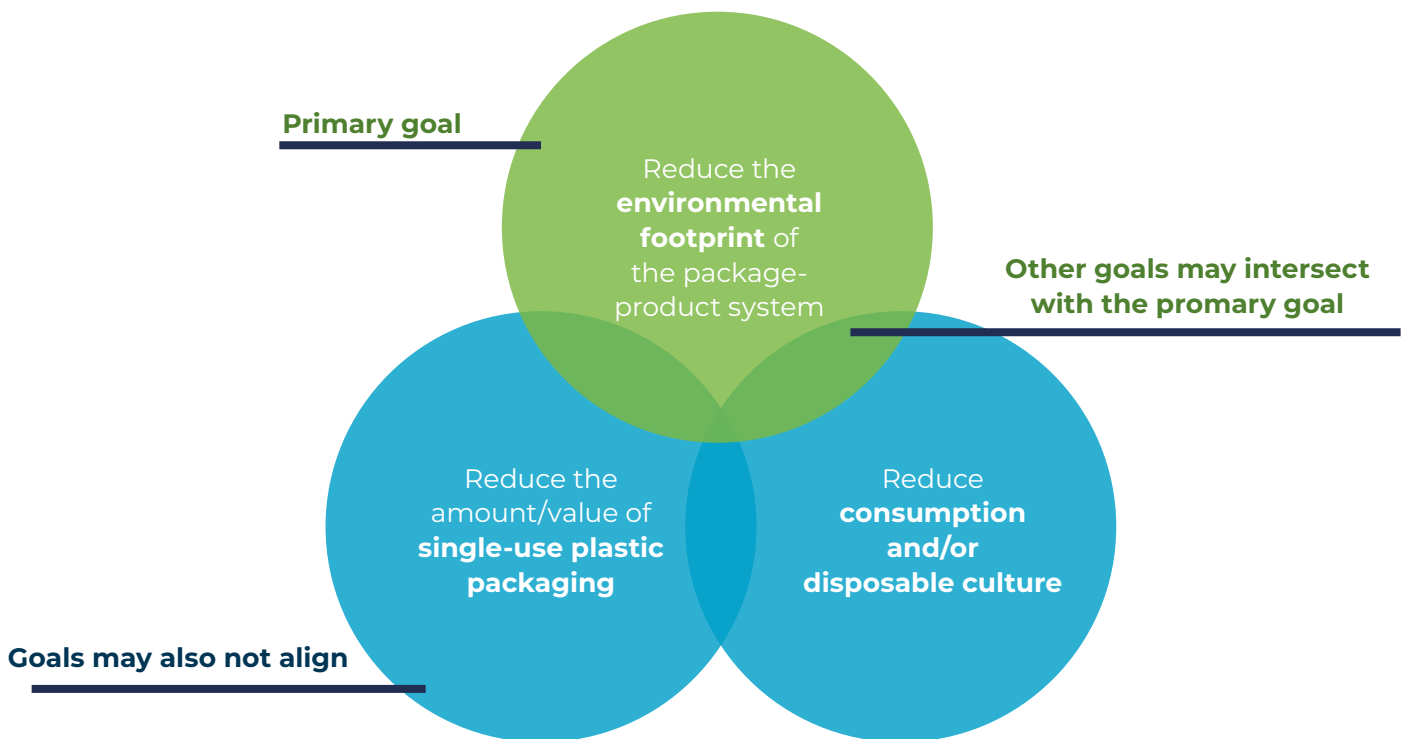 Primary goal
Reduce the
environmental
footprint of
the package-
product system
Other goals may intersect
with the promary goal
Reduce the
amount/value of
single-use plastic
packaging
Reduce
consumption
and/or
disposable culture
Goals may also not align